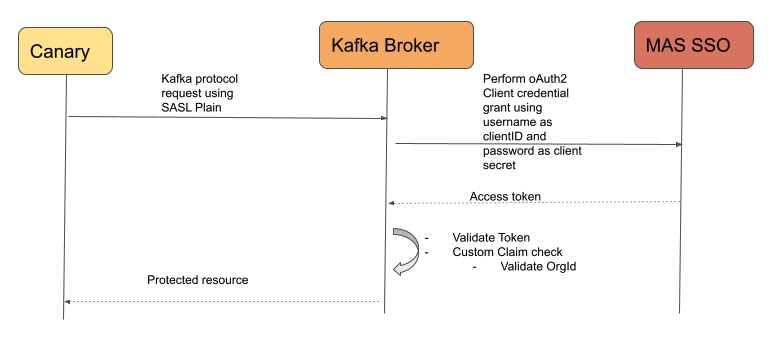 Canary
Kafka Broker
MAS SSO
Kafka protocol
request using
SASL Plain
Perform oAuth2
Client credential
grant using
username as
clientID and
password as client
secret
Access token
- Validate Token
- Custom Claim check
- Validate OrgId
Protected resource